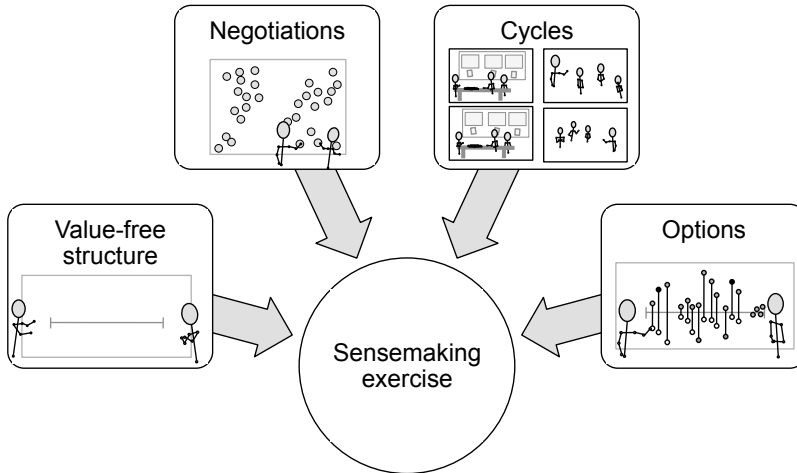 Negotiations
Cycles
Value-free
structure
Options
Sensemaking
exercise